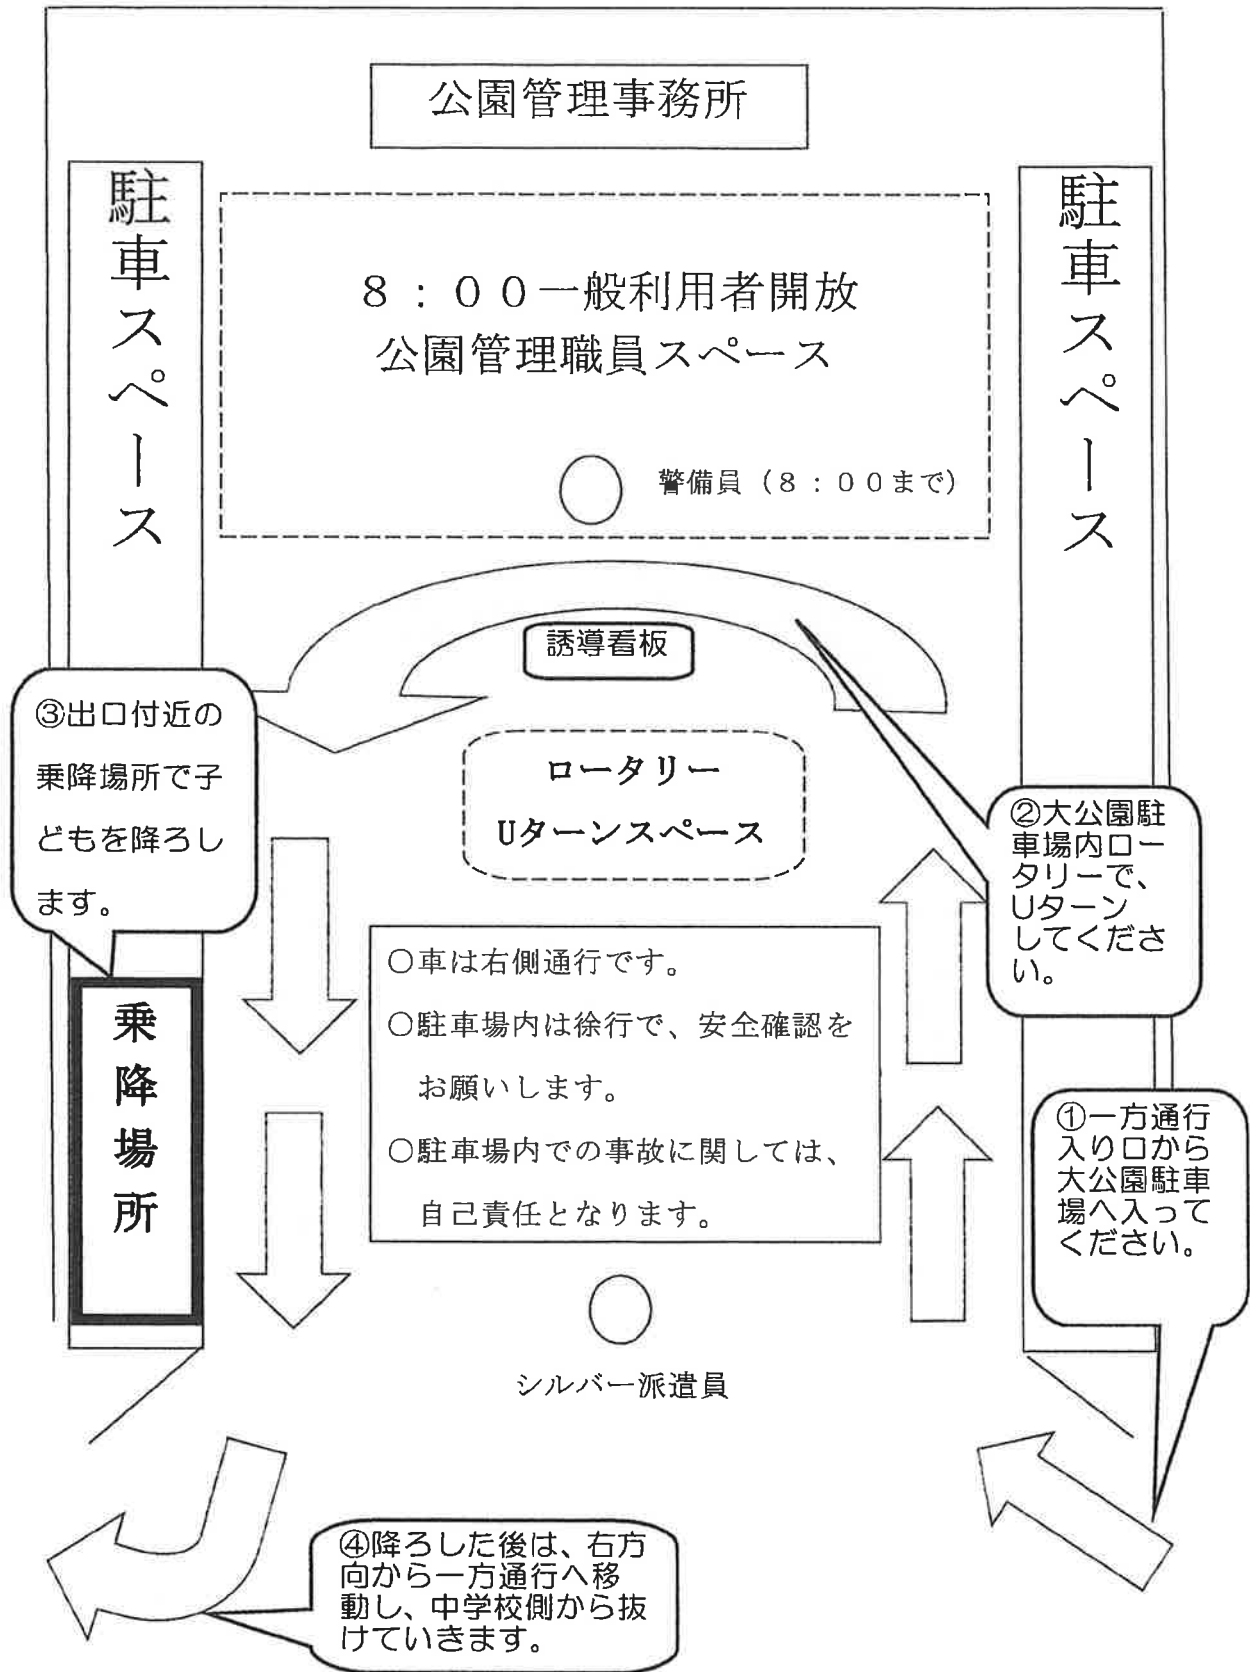 公園管理事務所
駐車スペース
駐車スペース
8:00一般利用者開放
公園管理職員スペース
警備員(8:00まで)
誘導看板
ロータリー
Uターンスペース
③出口付近の
乗降場所で子
どもを降ろし
ます。
②大公園駐
車場内ロー
タリーで、
Uターン
してくださ
い。
○車は右側通行です。
○駐車場内は徐行で、安全確認を
お願いします。
○駐車場内での事故に関しては、
自己責任となります。
乗降場所
①一方通行
入り口から
大公園駐車
場へ入って
ください。
シルバー派遣員
④降ろした後は、右方
向から一方通行へ移
動し、中学校側から抜
けていきます。